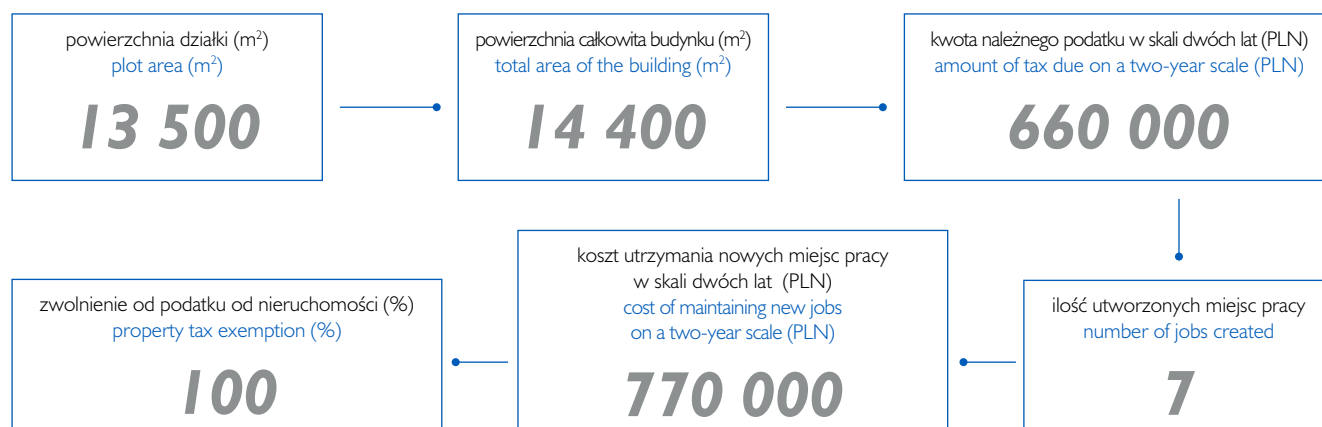 powierzchnia działki (m²)
plot area (m²)
13 500
powierzchnia całkowita budynku (m²)
total area of the building (m²)
14 400
kwota należnego podatku w skali dwóch lat (PLN)
amount of tax due on a two-year scale (PLN)
660 000
ilość utworzonych miejsc pracy
number of jobs created
7
koszt utrzymania nowych miejsc pracy
w skali dwóch lat (PLN)
cost of maintaining new jobs
on a two-year scale (PLN)
770 000
zwolnienie od podatku od nieruchomości (%)
property tax exemption (%)
100